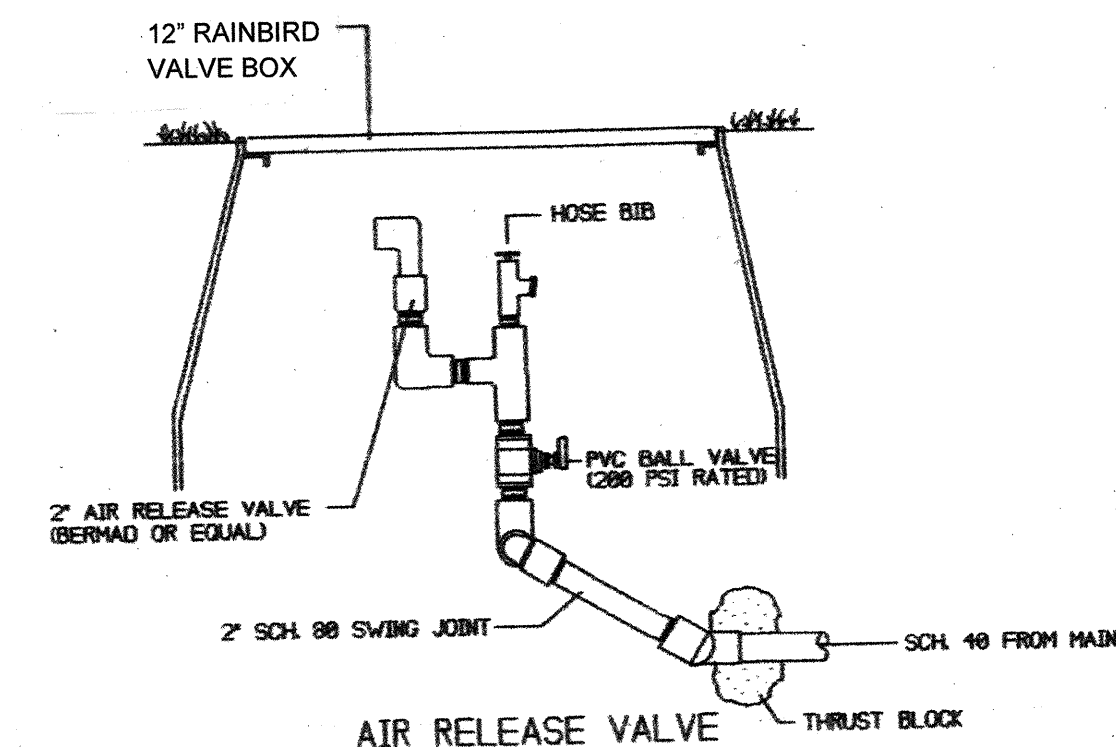 12" RAINBIRD
VALVE BOX
HOSE BIB
PVC BALL VALVE
(200 PSI RATED)
2" AIR RELEASE VALVE
(BERMAD OR EQUAL)
2" SCH. 80 SWING JOINT
SCH. 40 FROM MAIN
THRUST BLOCK
AIR RELEASE VALVE